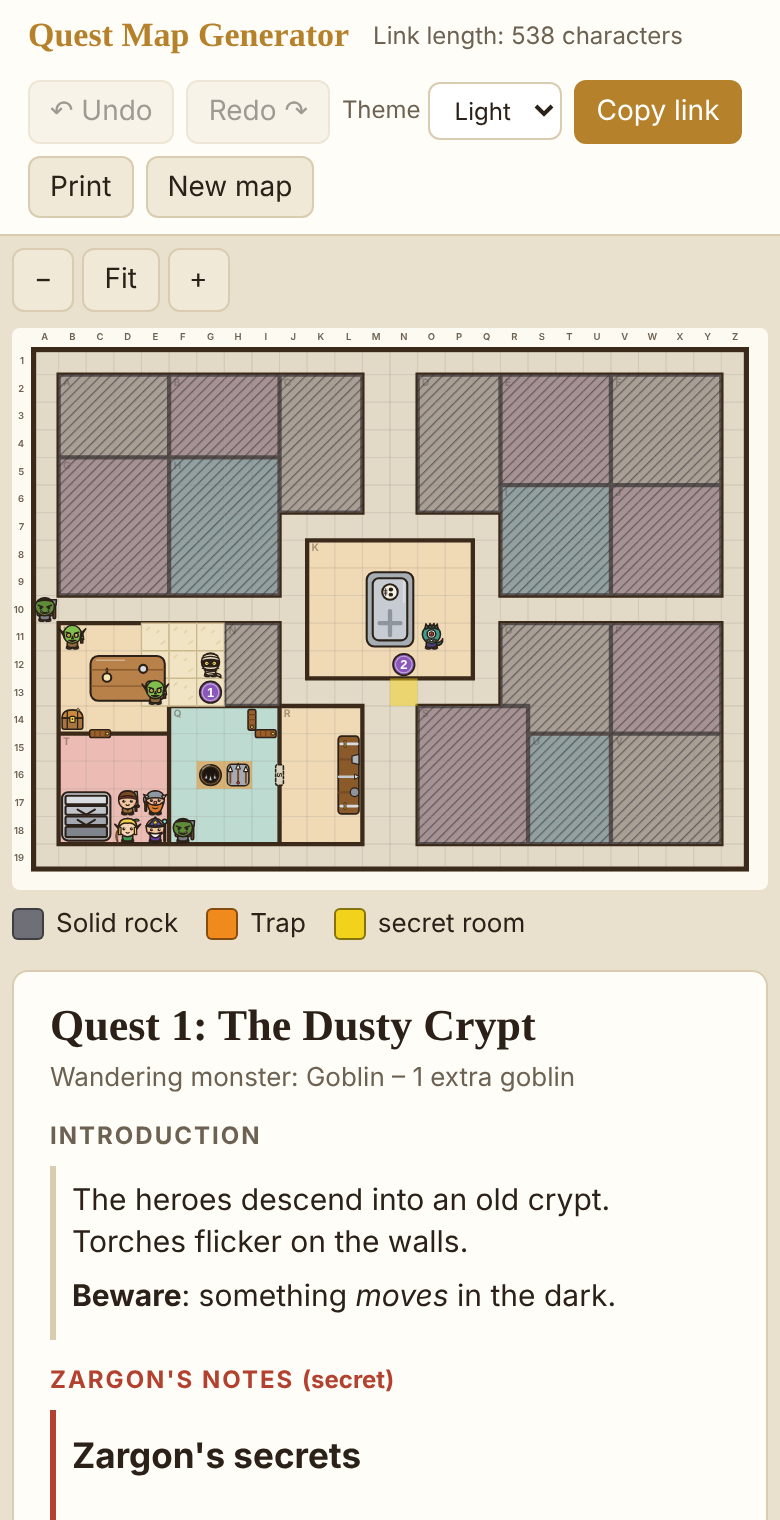 Quest Map Generator Link length: 538 characters
↶ Undo Redo ↷ Theme Light Copy link
Print New map
− Fit +
A B C D E F G H I J K L M N O P Q R S T U V W X Y Z
1
2
3
4
5
6
7
8
K
9
10
11
12
2
13
1
14
Q R
15
T
16
S
17
18
19
Solid rock Trap secret room
Quest 1: The Dusty Crypt
Wandering monster: Goblin – 1 extra goblin
INTRODUCTION
The heroes descend into an old crypt.
Torches flicker on the walls.
Beware: something moves in the dark.
ZARGON'S NOTES (secret)
Zargon's secrets